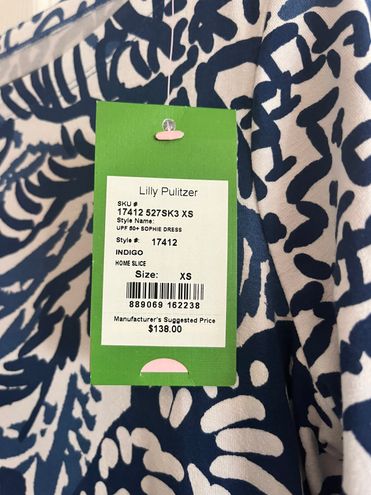 Lilly Pulitzer
SKU #
17412 527SK3 XS
Style Name:
UPF 50+ SOPHIE DRESS
Style #: 17412
INDIGO
HOME SLICE
Size: XS
889069 162238
Manufacturer's Suggested Price
$138.00